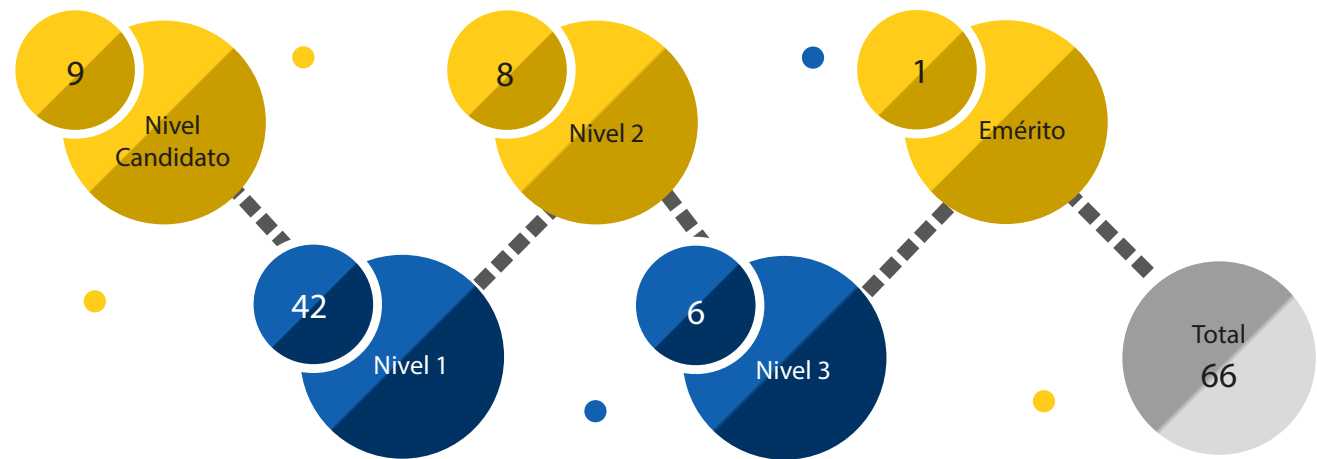 9
Nivel
Candidato
42
Nivel 1
8
Nivel 2
6
Nivel 3
1
Emérito
Total
66